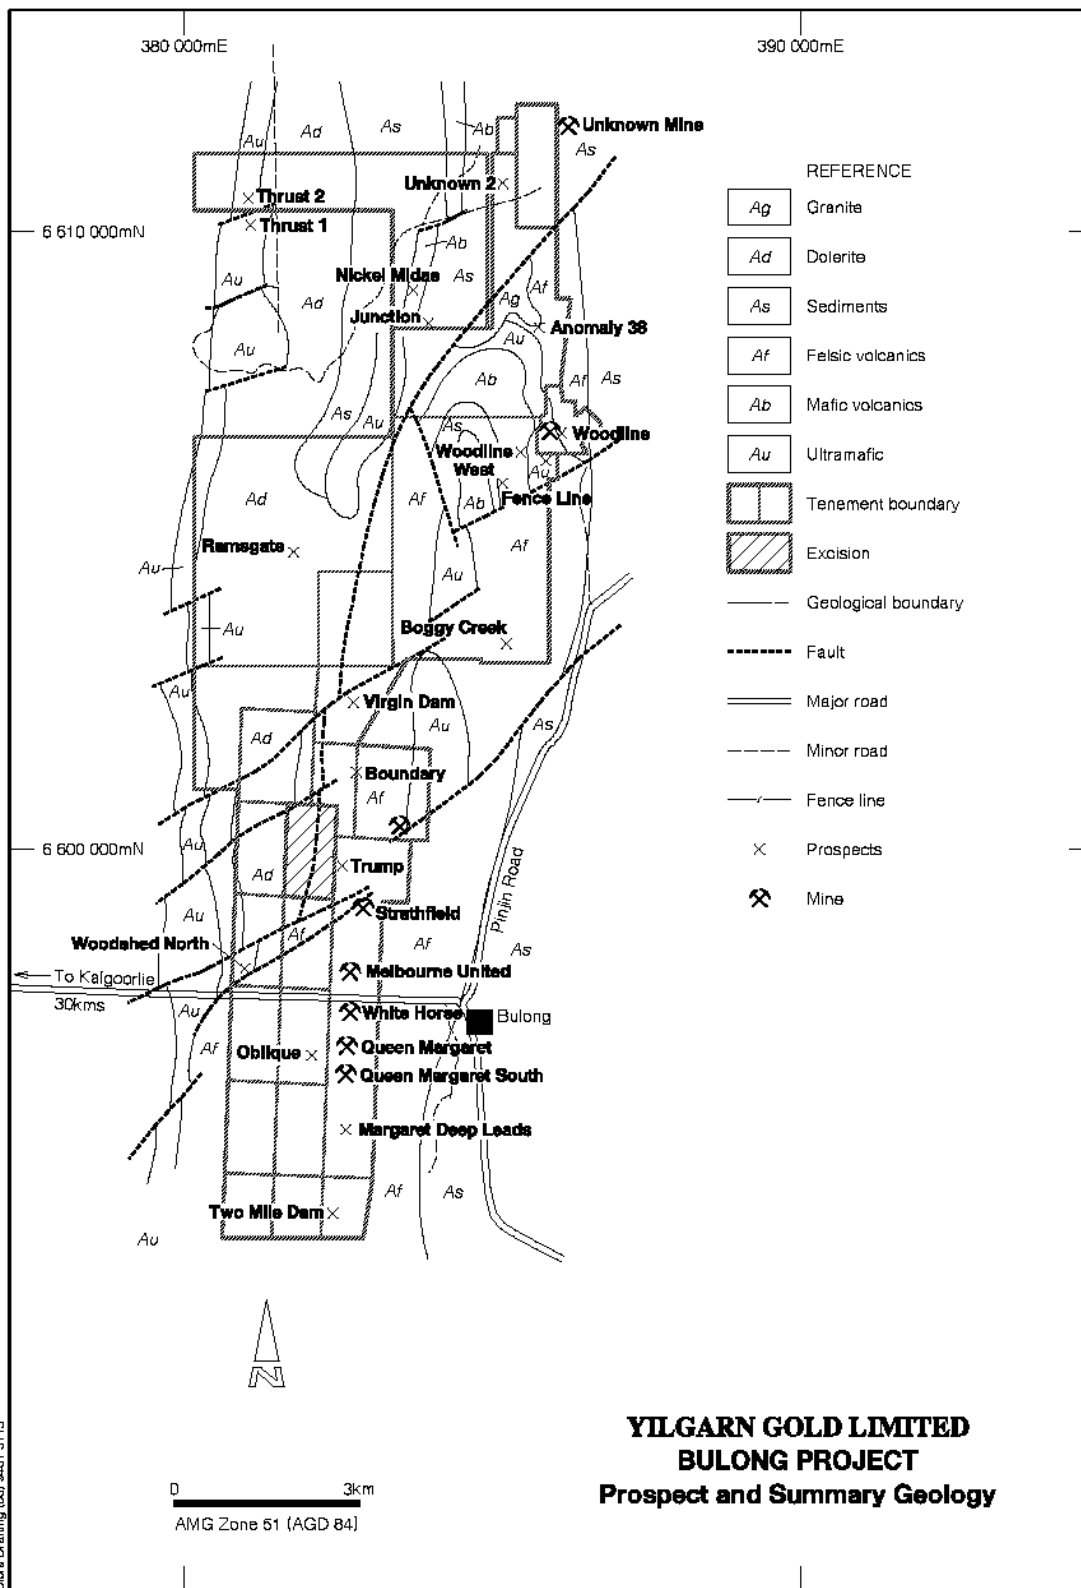 380 000mE
390 000mE
Unknown Mine
As
Ab
Ad
Au
As
Unknown 2
Thrust 2
Thrust 1
6 610 000mN
Ab
Nickel Midas
As
Au
Ad
Af
Ag
Junction
Anomaly 38
Au
Au
Ab
Af
As
As
Au
As
Woodline
Woodline
West
Au
Ad
Af
Ab
Fence Line
Ramsgate
Af
Au
Au
Au
Boggy Creek
Au
Virgin Dam
Au
As
Ad
Boundary
Af
6 600 000mN
Au
Ad
Trump
Pinjin Road
Au
Strathfield
Af
Af
As
Woodshed North
To Kalgoorlie
30kms
Melbourne United
Au
White Horse
Bulong
Af
Oblique
Queen Margaret
Queen Margaret South
Margaret Deep Leads
Af
As
Two Mile Dam
Au
REFERENCE
Ag Granite
Ad Dolerite
As Sediments
Af Felsic volcanics
Ab Mafic volcanics
Au Ultramafic
Tenement boundary
Excision
Geological boundary
Fault
Major road
Minor road
Fence line
Prospects
Mine
N
0 3km
AMG Zone 51 (AGD 84)
YILGARN GOLD LIMITED
BULONG PROJECT
Prospect and Summary Geology